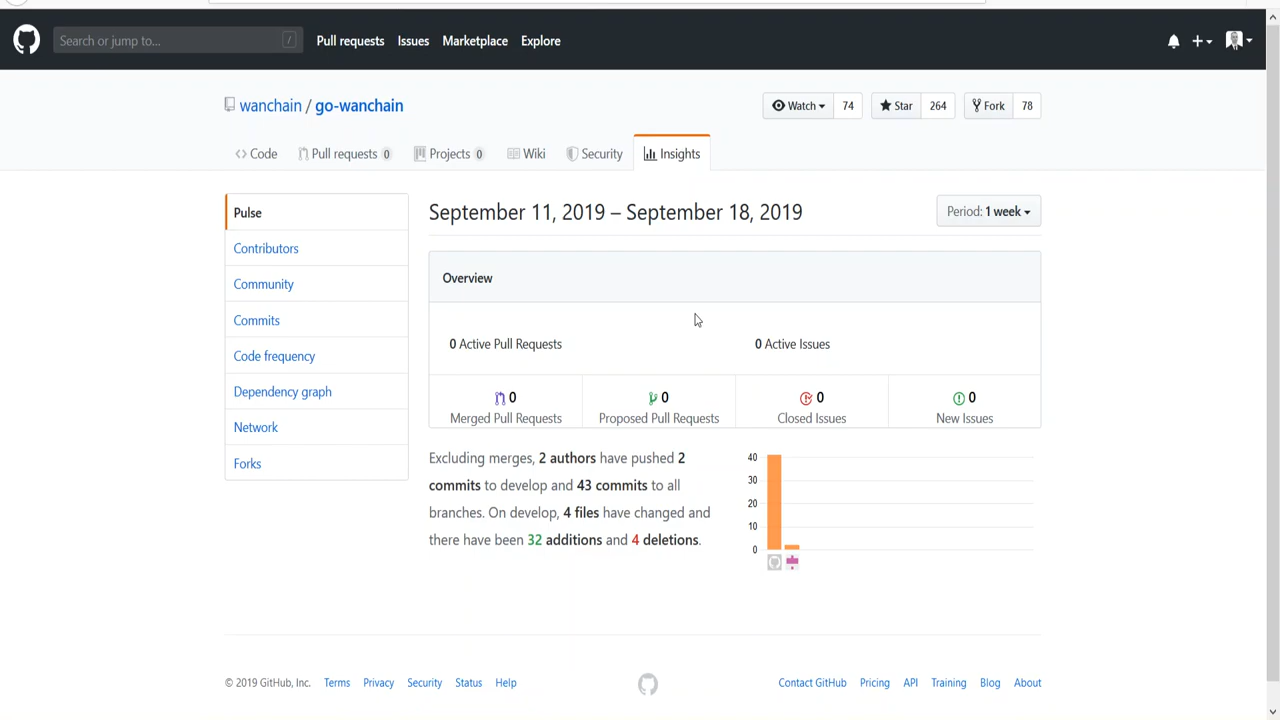 Search or jump to... /
Pull requests Issues Marketplace Explore
wanchain / go-wanchain
Watch 74 Star 264 Fork 78
Code Pull requests 0 Projects 0 Wiki Security Insights
Pulse
Contributors
Community
Commits
Code frequency
Dependency graph
Network
Forks
September 11, 2019 – September 18, 2019
Period: 1 week
Overview
0 Active Pull Requests 0 Active Issues
0 0 0 0
Merged Pull Requests Proposed Pull Requests Closed Issues New Issues
Excluding merges, 2 authors have pushed 2
commits to develop and 43 commits to all
branches. On develop, 4 files have changed and
there have been 32 additions and 4 deletions.
40
30
20
10
0
© 2019 GitHub, Inc. Terms Privacy Security Status Help
Contact GitHub Pricing API Training Blog About